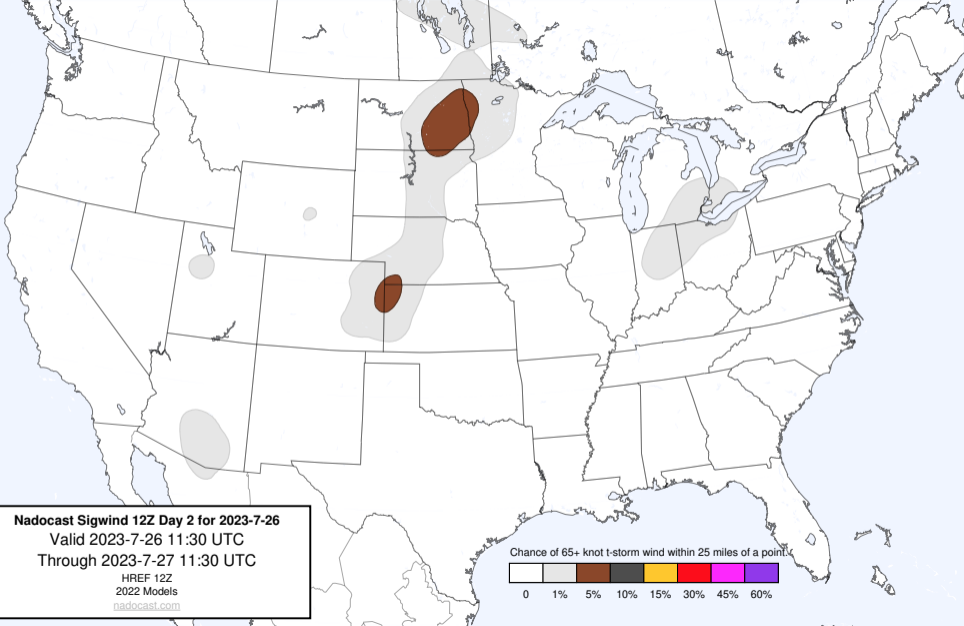 Nadocast Sigwind 12Z Day 2 for 2023-7-26
Valid 2023-7-26 11:30 UTC
Through 2023-7-27 11:30 UTC
HREF 12Z
2022 Models
nadocast.com
Chance of 65+ knot t-storm wind within 25 miles of a point.
0 1% 5% 10% 15% 30% 45% 60%